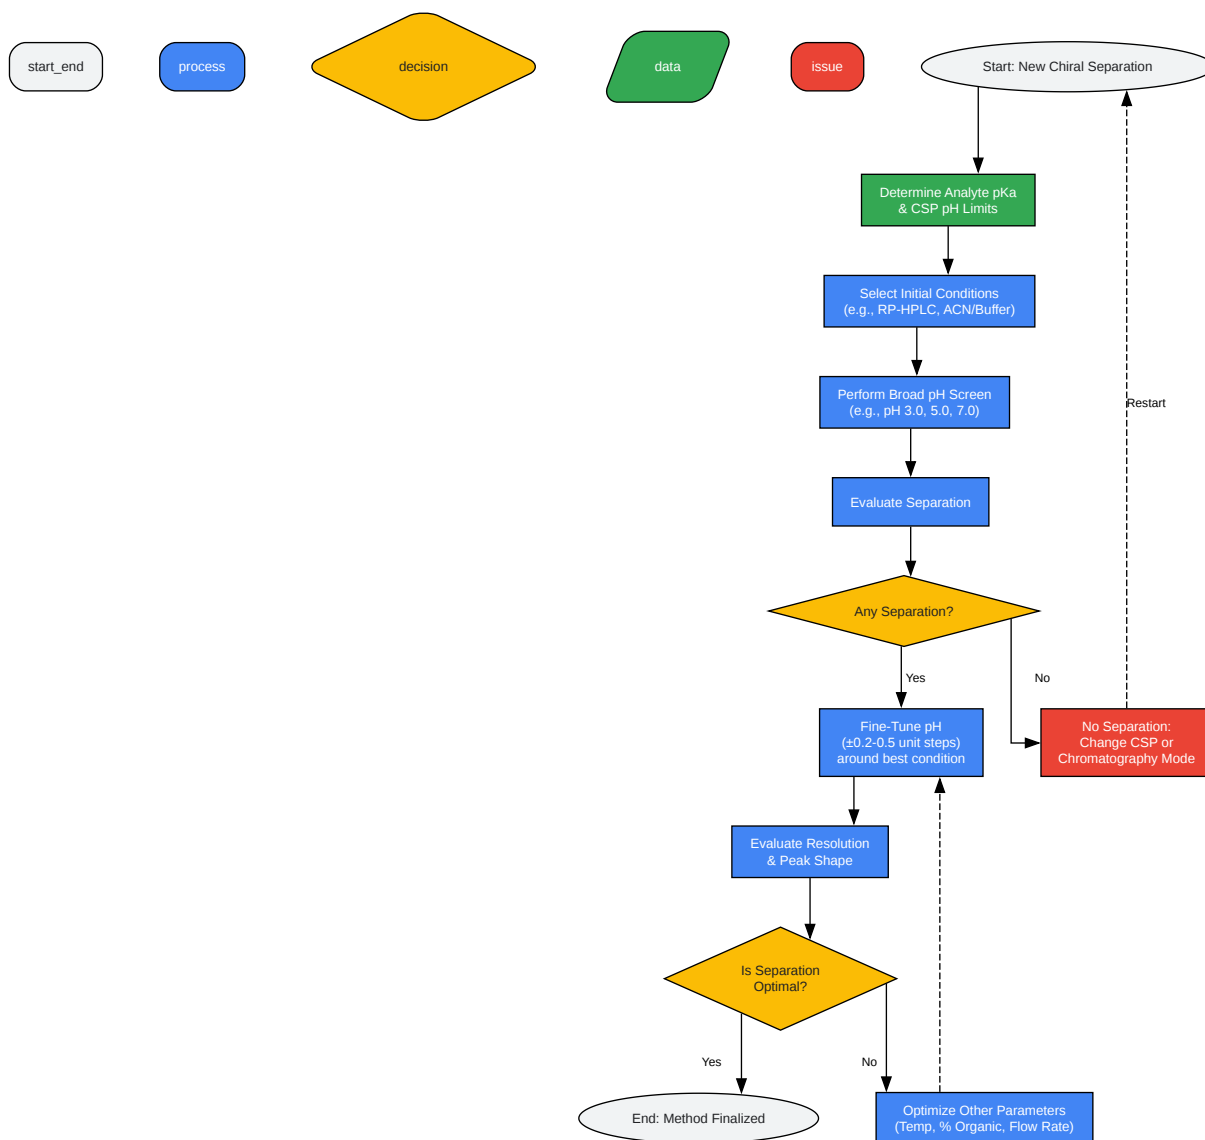 start_end
process
decision
data
issue
Start: New Chiral Separation
Determine Analyte pKa
& CSP pH Limits
Select Initial Conditions
(e.g., RP-HPLC, ACN/Buffer)
Perform Broad pH Screen
(e.g., pH 3.0, 5.0, 7.0)
Restart
Evaluate Separation
Any Separation?
Yes
No
Fine-Tune pH
(±0.2-0.5 unit steps)
around best condition
No Separation:
Change CSP or
Chromatography Mode
Evaluate Resolution
& Peak Shape
Is Separation
Optimal?
Yes
No
End: Method Finalized
Optimize Other Parameters
(Temp, % Organic, Flow Rate)